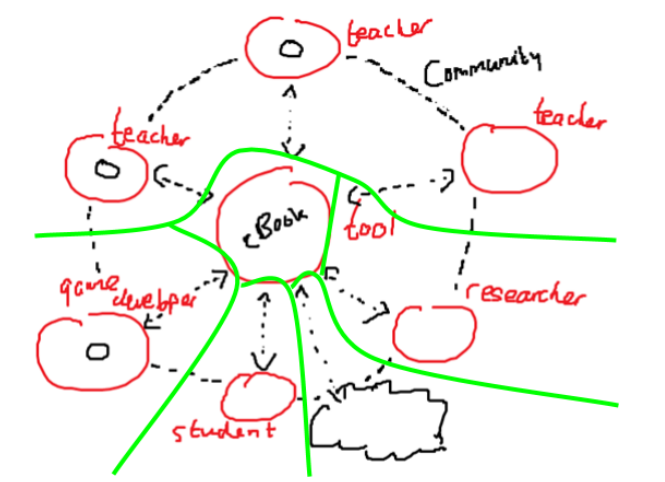 teacher
Community
teacher
teacher
eBook
tool
game
developer
researcher
student